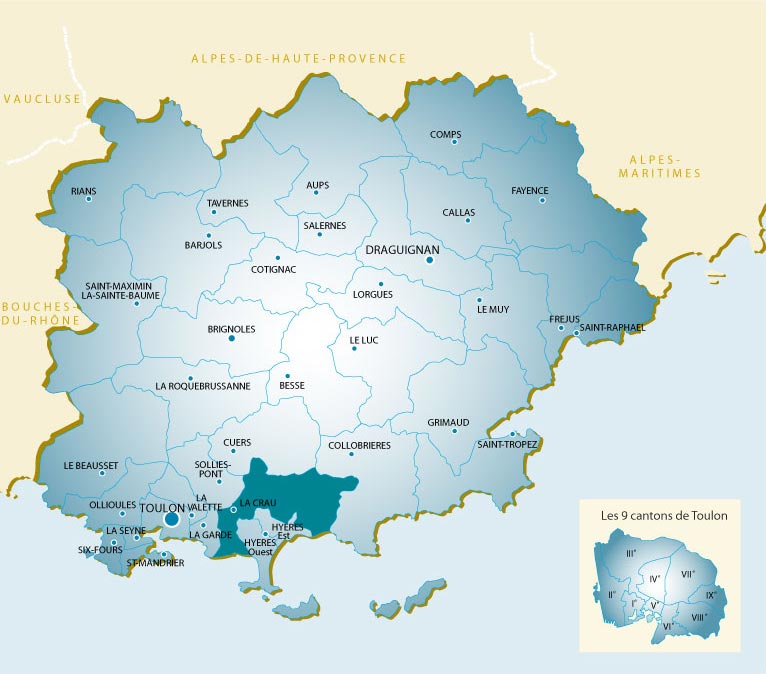 ALPES-DE-HAUTE-PROVENCE
VAUCLUSE
ALPES-
MARITIMES
BOUCHES-
DU-RHÔNE
COMPS
RIANS
AUPS
FAYENCE
TAVERNES
CALLAS
SALERNES
BARJOLS
DRAGUIGNAN
COTIGNAC
SAINT-MAXIMIN
LA-SAINTE-BAUME
LORGUES
LE MUY
FREJUS
SAINT-RAPHAEL
BRIGNOLES
LE LUC
LA ROQUEBRUSSANNE
BESSE
GRIMAUD
SAINT-TROPEZ
CUERS
COLLOBRIERES
LE BEAUSSET
SOLLIES-
PONT
OLLIOULES
TOULON
LA
VALETTE
LA CRAU
LA SEYNE
LA GARDE
HYERES
Est
SIX-FOURS
HYERES
Ouest
ST-MANDRIER
Les 9 cantons de Toulon
III°
IV°
VII°
II°
I°
V°
IX°
VI°
VIII°